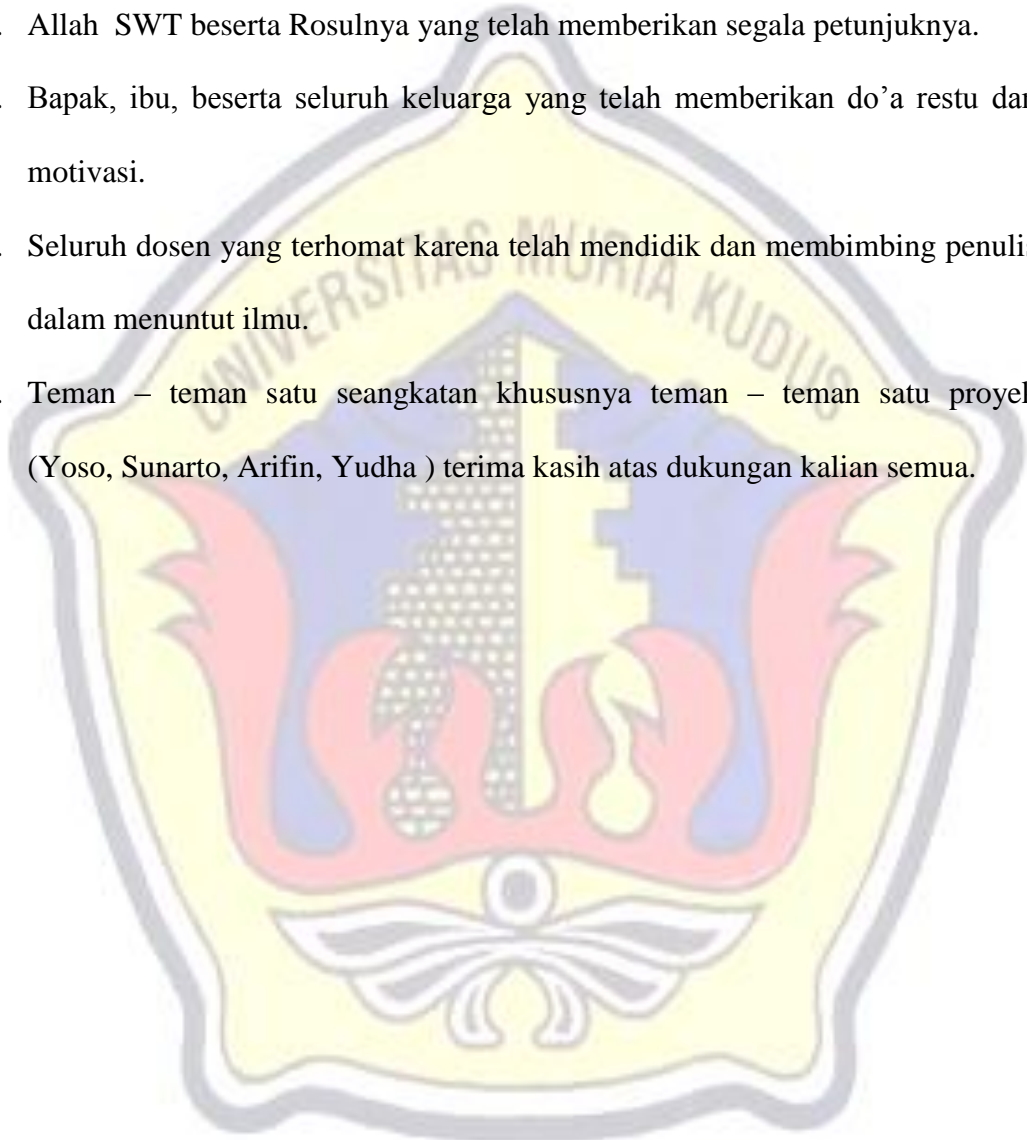 . Allah SWT beserta Rosulnya yang telah memberikan segala petunjuknya.
. Bapak, ibu, beserta seluruh keluarga yang telah memberikan do’a restu dan
motivasi.
. Seluruh dosen yang terhomat karena telah mendidik dan membimbing penulis
dalam menuntut ilmu.
. Teman – teman satu seangkatan khususnya teman – teman satu proyek
(Yoso, Sunarto, Arifin, Yudha ) terima kasih atas dukungan kalian semua.
UNIVERSITAS MURIA KUDUS